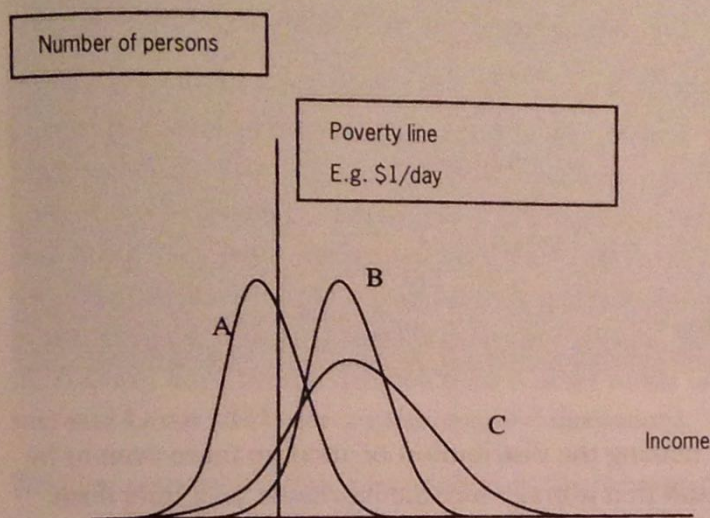 Number of persons
Poverty line
E.g. $1/day
B
A
C
Income